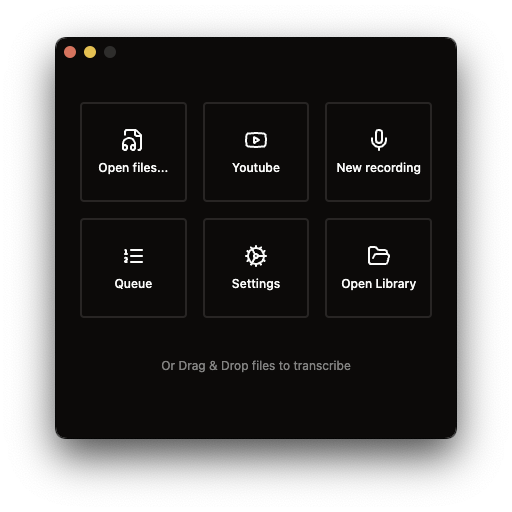 Open files...
Youtube
New recording
Queue
Settings
Open Library
Or Drag & Drop files to transcribe